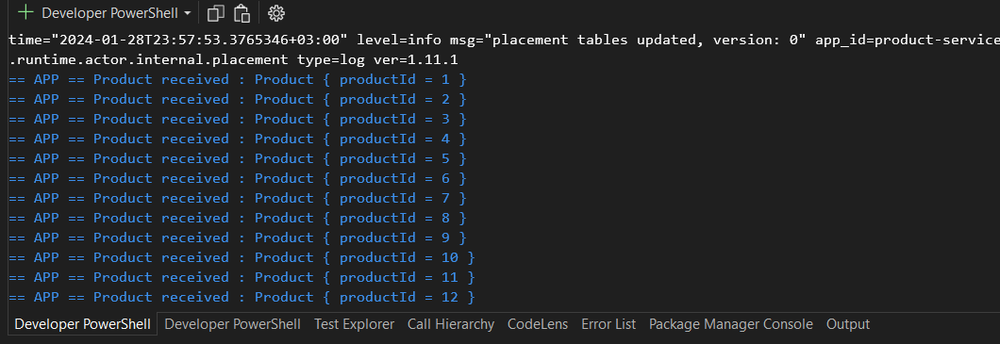 Developer PowerShell
time="2024-01-28T23:57:53.3765346+03:00" level=info msg="placement tables updated, version: 0" app_id=product-service
.runtime.actor.internal.placement type=log ver=1.11.1
== APP == Product received : Product { productId = 1 }
== APP == Product received : Product { productId = 2 }
== APP == Product received : Product { productId = 3 }
== APP == Product received : Product { productId = 4 }
== APP == Product received : Product { productId = 5 }
== APP == Product received : Product { productId = 6 }
== APP == Product received : Product { productId = 7 }
== APP == Product received : Product { productId = 8 }
== APP == Product received : Product { productId = 9 }
== APP == Product received : Product { productId = 10 }
== APP == Product received : Product { productId = 11 }
== APP == Product received : Product { productId = 12 }
Developer PowerShell Developer PowerShell Test Explorer Call Hierarchy CodeLens Error List Package Manager Console Output